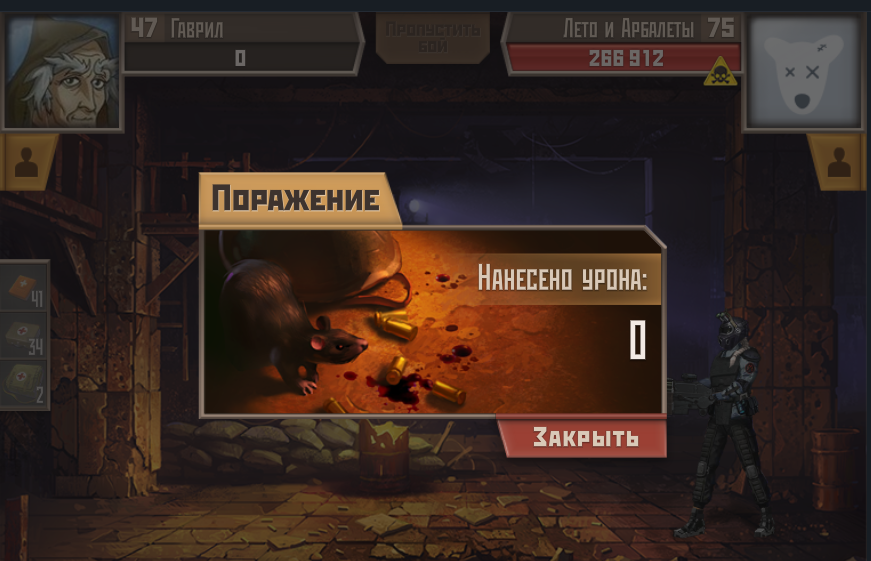 47 Гаврил
0
Пропустить
бой
Лето и Арбалеты 75
266 912
Поражение
Нанесено урона:
0
41
34
2
Закрыть